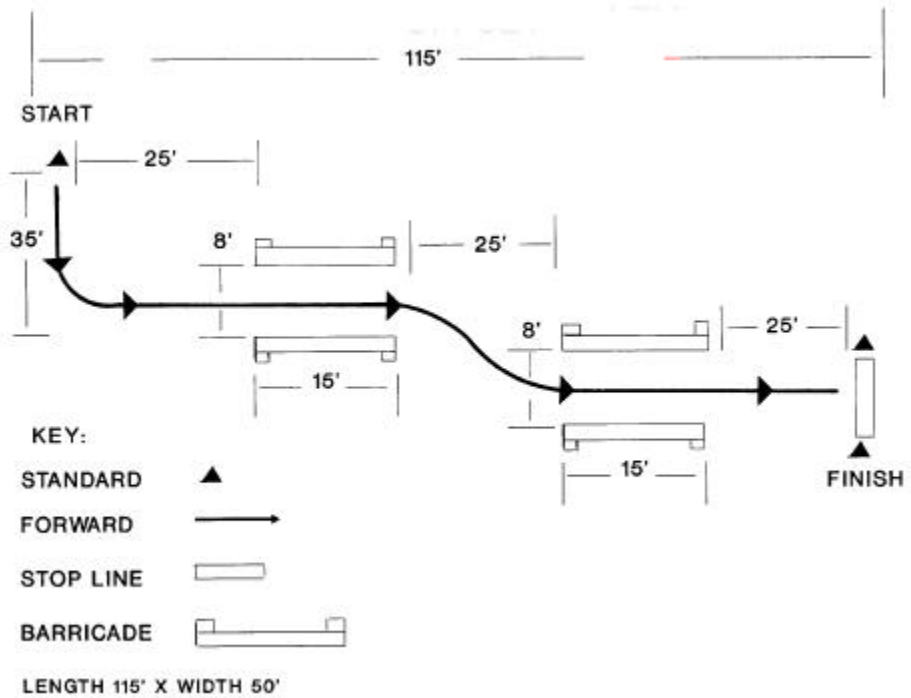 115'
START
25'
35'
8'
25'
8'
25'
15'
15'
FINISH
KEY:
STANDARD
FORWARD
STOP LINE
BARRICADE
LENGTH 115' X WIDTH 50'